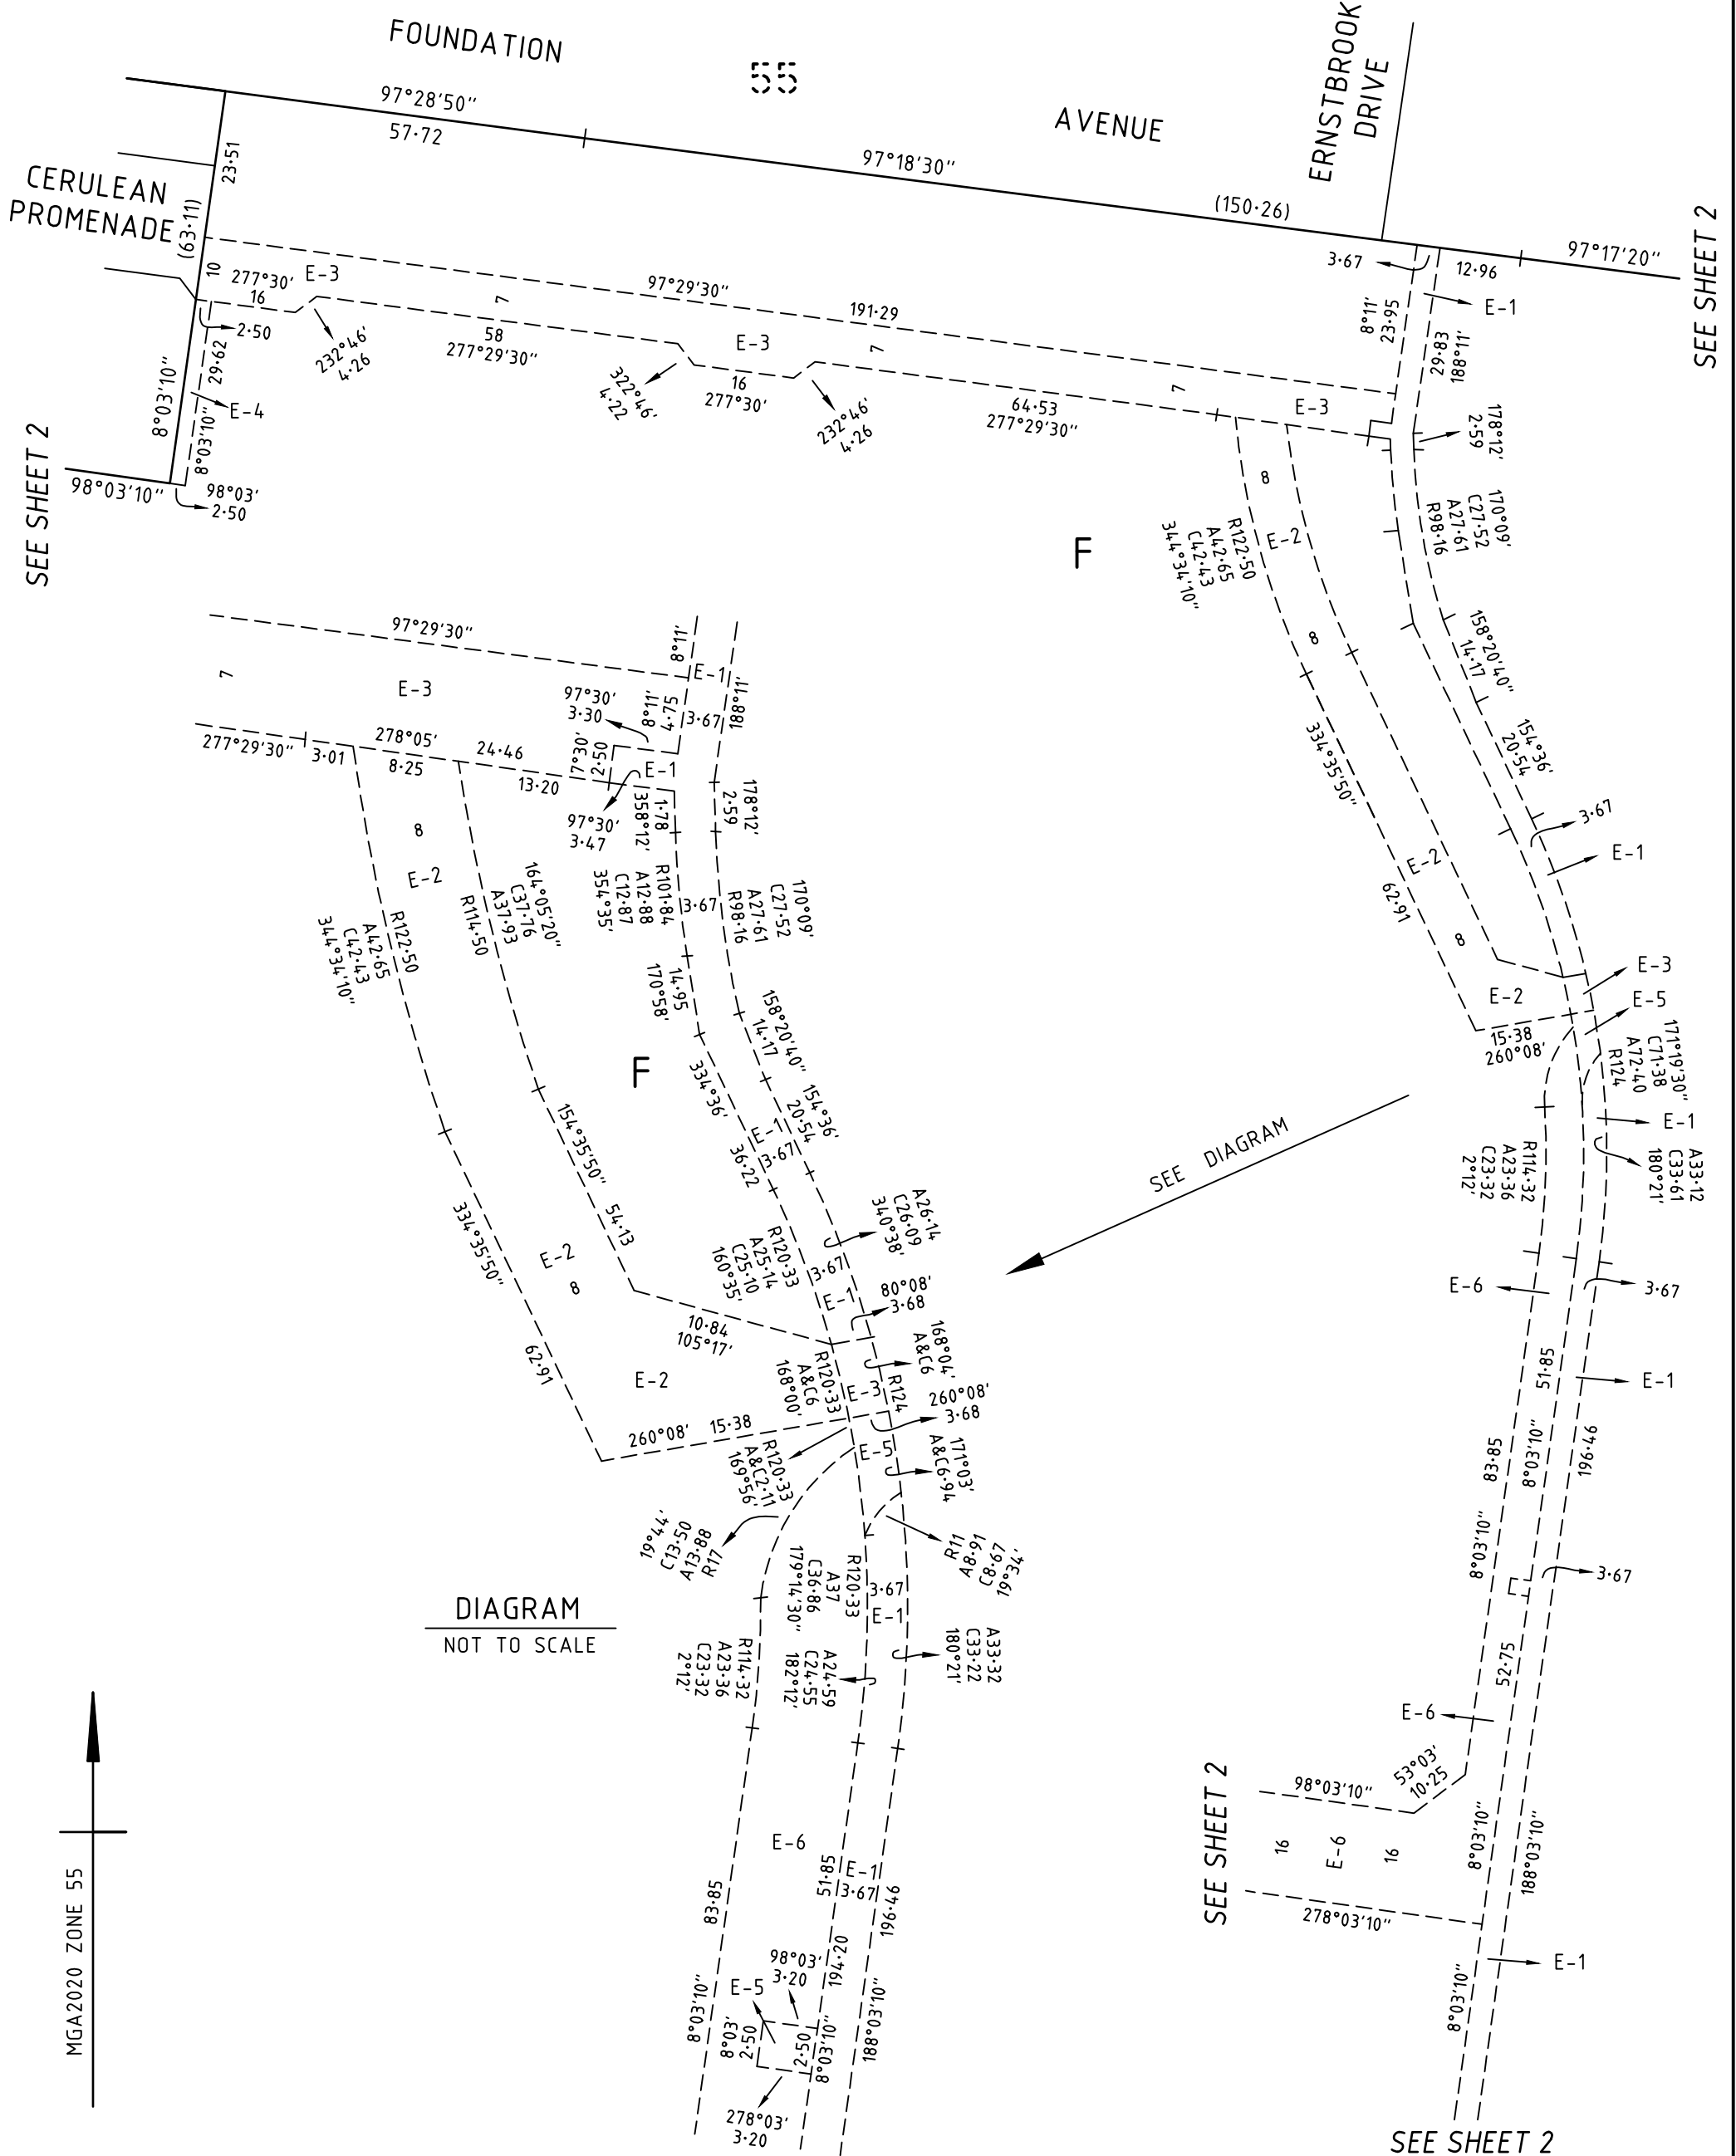 FOUNDATION
55
AVENUE
ERNSTBROOK
DRIVE
97°28'50"
57·72
97°18'30"
(150·26)
97°17'20"
12·96
3·67
SEE SHEET 2
CERULEAN
PROMENADE
23·51
(63·11)
10
277°30'
16
E-3
2·50
232°46'
4·26
7
58
277°29'30"
97°29'30"
191·29
E-3
322°46'
4·22
16
277°30'
7
232°46'
4·26
64·53
277°29'30"
7
E-3
8°11'
23·95
E-1
29·83
188°11'
178°12'
2·59
8°03'10"
29·62
E-4
8°03'10"
SEE SHEET 2
98°03'10"
98°03'
2·50
F
8
E-2
R122·50
A42·65
C42·43
344°34'10"
8
170°09'
C27·52
A27·61
R98·16
158°20'40"
14·17
154°36'
20·54
3·67
E-1
334°35'50"
E-2
62·91
8
E-2
15·38
260°08'
E-3
E-5
171°19'30"
C71·38
A72·40
R124
E-1
A33·12
C33·61
180°21'
R114·32
A23·36
C23·32
2°12'
E-6
3·67
51·85
E-1
83·85
8°03'10"
196·46
8°03'10"
3·67
52·75
E-6
53°03'
10·25
98°03'10"
16
E-6
16
278°03'10"
SEE SHEET 2
8°03'10"
188°03'10"
E-1
8°03'10"
SEE SHEET 2
SEE DIAGRAM
97°29'30"
7
E-3
8°11'
E-1
97°30'
3·30
8°11'
4·75
3·67
188°11'
277°29'30"
3·01
278°05'
8·25
24·46
13·20
7°30'
2·50
E-1
97°30'
3·47
1·78
358°12'
178°12'
2·59
8
E-2
R122·50
A42·65
C42·43
344°34'10"
164°05'20"
C37·76
A37·93
R114·50
R101·84
A12·88
C12·87
354°35'
3·67
170°09'
C27·52
A27·61
R98·16
14·95
170°58'
F
158°20'40"
14·17
334°36'
154°36'
20·54
E-1
3·67
36·22
154°35'50"
54·13
334°35'50"
E-2
8
A26·14
C26·09
340°38'
R120·33
A25·14
C25·10
160°35'
3·67
E-1
80°08'
3·68
10·84
105°17'
62·91
E-2
R120·33
A&C6
168°00'
168°04'
A&C6
E-3
R124
260°08'
3·68
260°08'
15·38
R120·33
A&C2·11
169°56'
E-5
171°03'
A&C6·94
19°44'
C13·50
A13·88
R17
R11
A8·91
C8·67
19°34'
R120·33
A37
C36·86
179°14'30"
3·67
E-1
DIAGRAM
NOT TO SCALE
R114·32
A23·36
C23·32
2°12'
A24·59
C24·55
182°12'
A33·32
C33·22
180°21'
E-6
51·85
E-1
3·67
196·46
83·85
98°03'
3·20
194·20
E-5
8°03'10"
8°03'
2·50
2·50
8°03'10"
188°03'10"
278°03'
3·20
MGA2020 ZONE 55